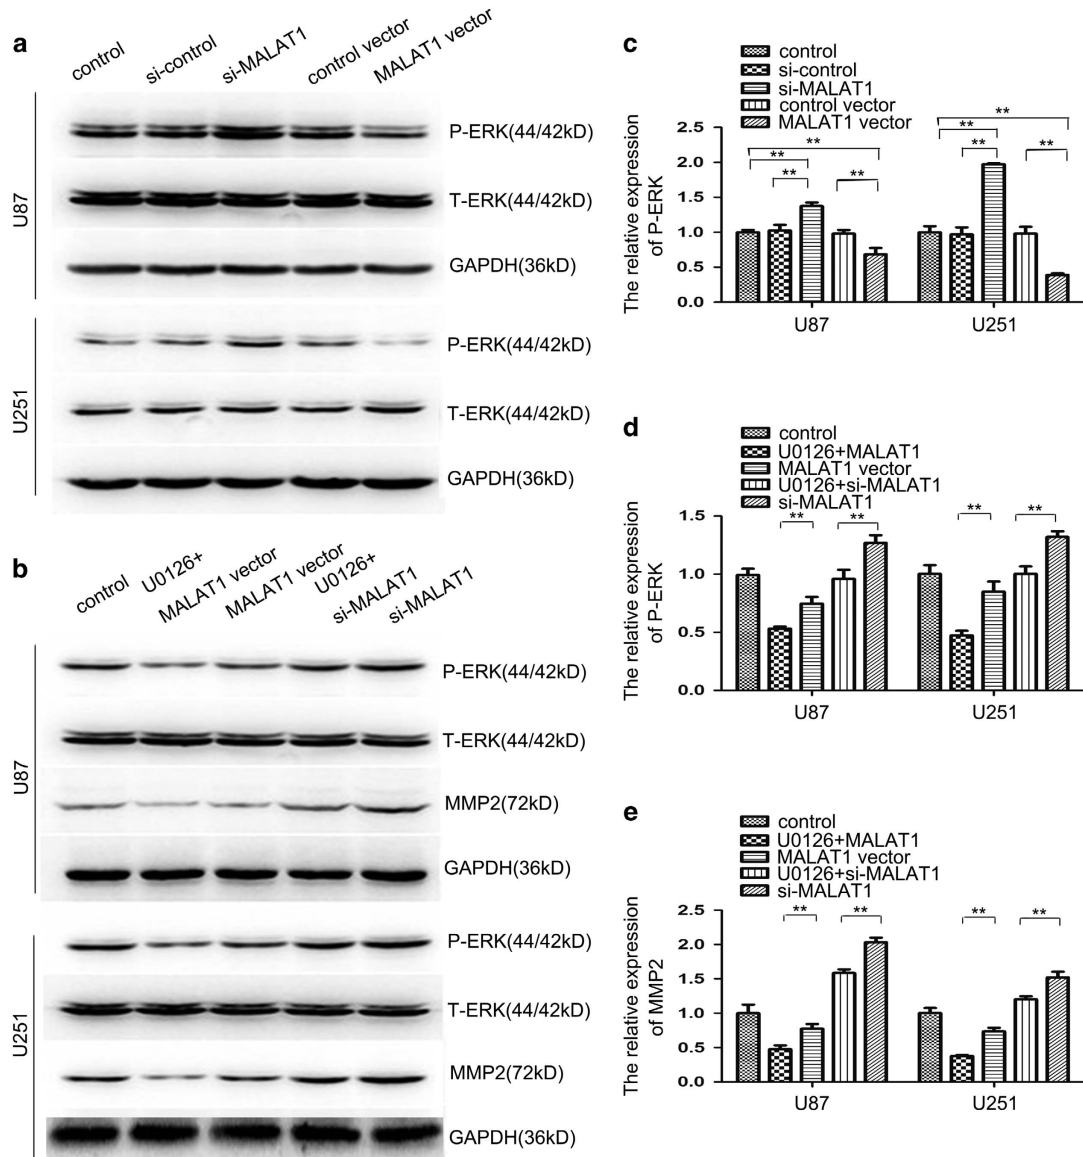 a
control
si-control
si-MALAT1
control vector
MALAT1 vector
U87
P-ERK(44/42kD)
T-ERK(44/42kD)
GAPDH(36kD)
U251
P-ERK(44/42kD)
T-ERK(44/42kD)
GAPDH(36kD)
b
control
U0126+
MALAT1 vector
MALAT1 vector
U0126+
si-MALAT1
si-MALAT1
U87
P-ERK(44/42kD)
T-ERK(44/42kD)
MMP2(72kD)
GAPDH(36kD)
U251
P-ERK(44/42kD)
T-ERK(44/42kD)
MMP2(72kD)
GAPDH(36kD)
c
control
si-control
si-MALAT1
control vector
MALAT1 vector
The relative expression
of P-ERK
2.5
2.0
1.5
1.0
0.5
0.0
**
**
**
**
**
**
**
**
U87
U251
d
control
U0126+MALAT1
MALAT1 vector
U0126+si-MALAT1
si-MALAT1
The relative expression
of P-ERK
1.5
1.0
0.5
0.0
**
**
**
**
U87
U251
e
control
U0126+MALAT1
MALAT1 vector
U0126+si-MALAT1
si-MALAT1
The relative expression
of MMP2
2.5
2.0
1.5
1.0
0.5
0.0
**
**
**
**
U87
U251